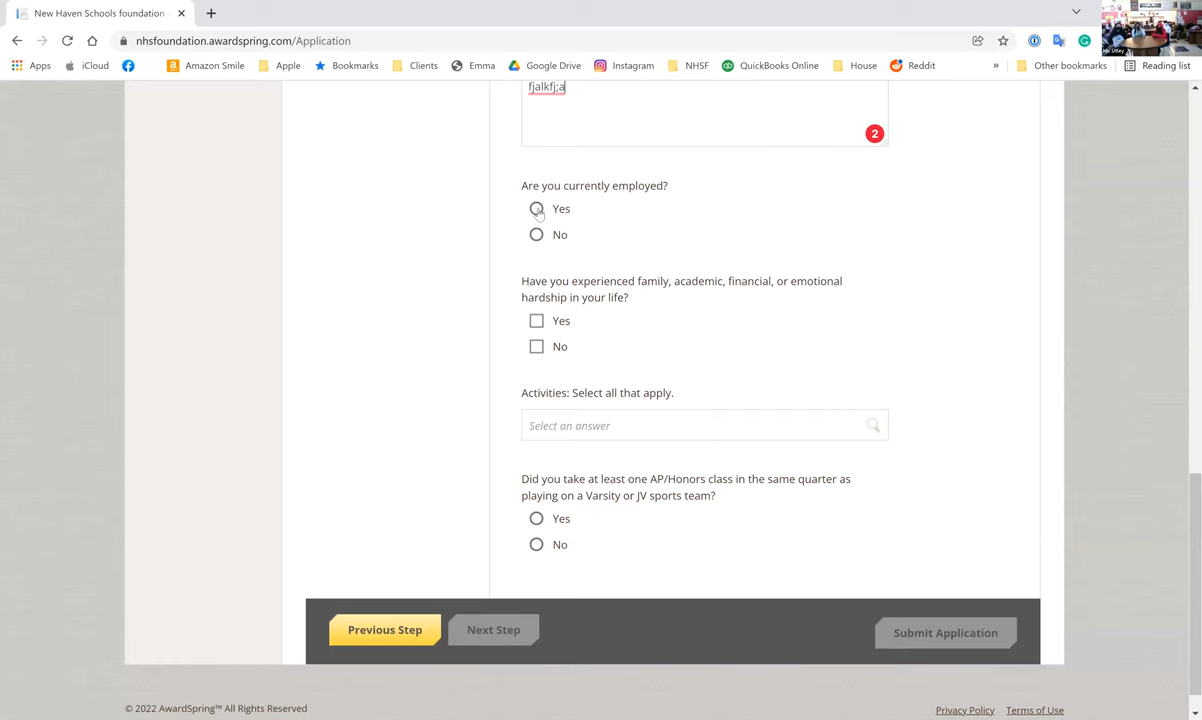 New Haven Schools foundation -
nhsfoundation.awardspring.com/Application
Apps iCloud Amazon Smile Apple Bookmarks Clients Emma Google Drive Instagram NHSF QuickBooks Online House Reddit » Other bookmarks Reading list
fjalkfj;a
2
Are you currently employed?
Yes
No
Have you experienced family, academic, financial, or emotional
hardship in your life?
Yes
No
Activities: Select all that apply.
Select an answer
Did you take at least one AP/Honors class in the same quarter as
playing on a Varsity or JV sports team?
Yes
No
Previous Step Next Step Submit Application
© 2022 AwardSpring™ All Rights Reserved Privacy Policy Terms of Use